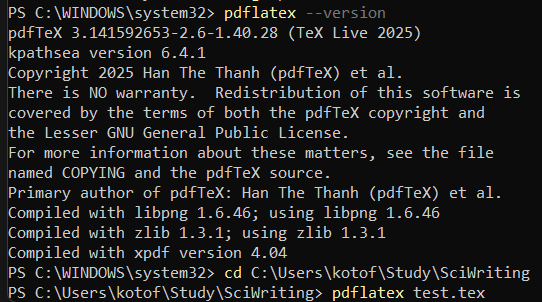 PS C:\WINDOWS\system32> pdflatex --version
pdfTeX 3.141592653-2.6-1.40.28 (TeX Live 2025)
kpathsea version 6.4.1
Copyright 2025 Han The Thanh (pdfTeX) et al.
There is NO warranty.  Redistribution of this software is
covered by the terms of both the pdfTeX copyright and
the Lesser GNU General Public License.
For more information about these matters, see the file
named COPYING and the pdfTeX source.
Primary author of pdfTeX: Han The Thanh (pdfTeX) et al.
Compiled with libpng 1.6.46; using libpng 1.6.46
Compiled with zlib 1.3.1; using zlib 1.3.1
Compiled with xpdf version 4.04
PS C:\WINDOWS\system32> cd C:\Users\kotof\Study\SciWriting
PS C:\Users\kotof\Study\SciWriting> pdflatex test.tex